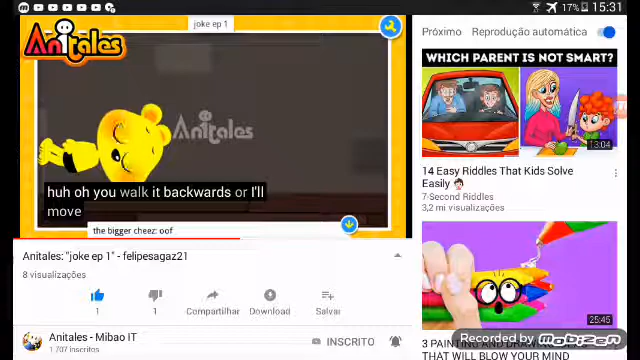 17% 15:31
joke ep 1
Anitales
Anitales
huh oh you walk it backwards or I'll
move
the bigger cheez: oof
Anitales: "joke ep 1" - felipesagaz21
8 visualizações
1
1
Compartilhar
Download
Salvar
Anitales - Mibao IT
1.707 inscritos
INSCRITO
Próximo
Reprodução automática
WHICH PARENT IS NOT SMART?
13:04
14 Easy Riddles That Kids Solve
Easily
7-Second Riddles
3,2 mi visualizações
25:45
3 PAINTING AND
THAT WILL BLOW YOUR MIND
Recorded by mobizen